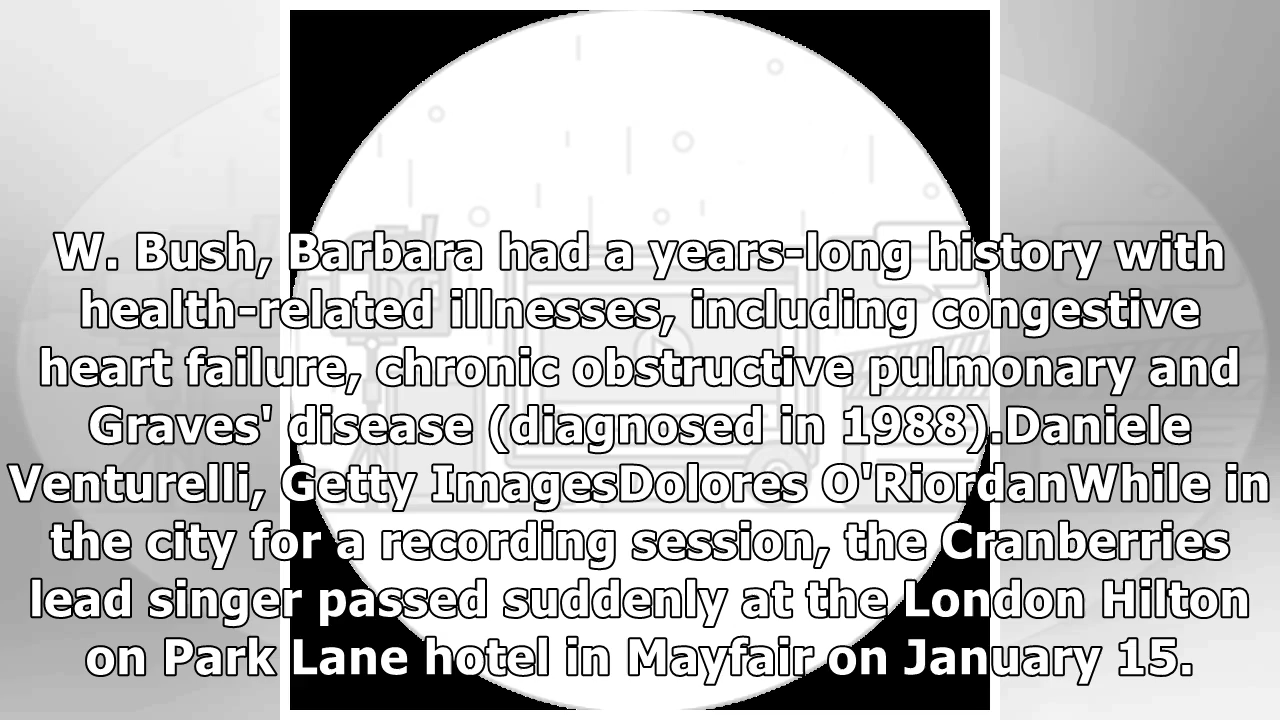 W. Bush, Barbara had a years-long history with
health-related illnesses, including congestive
heart failure, chronic obstructive pulmonary and
Graves' disease (diagnosed in 1988).Daniele
Venturelli, Getty ImagesDolores O'RiordanWhile in
the city for a recording session, the Cranberries
lead singer passed suddenly at the London Hilton
on Park Lane hotel in Mayfair on January 15.